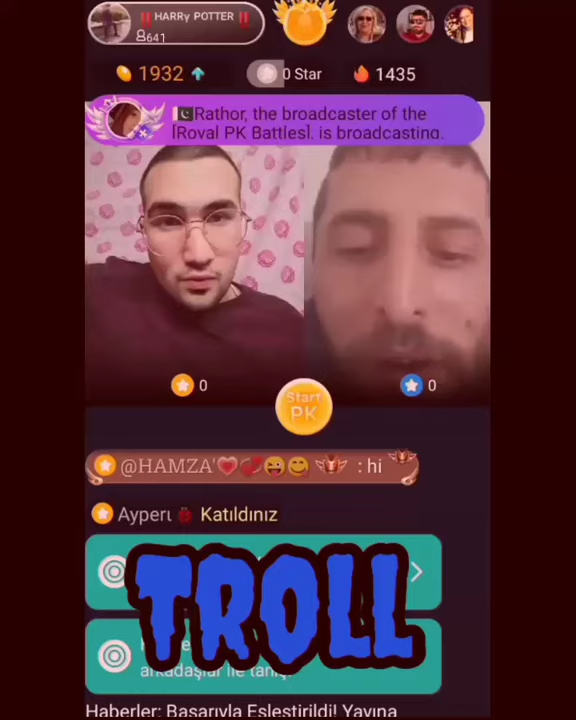 ‼️ HARRy POTTER ‼️
641
1932
0 Star
1435
Rathor, the broadcaster of the
[Royal PK Battles], is broadcasting.
0
0
Start
PK
@HAMZA'💗💞😜😊 : hi
Ayperı 🐞 Katıldınız
TROLL
arkadaşlar ile tanış
Haberler: Başarıyla Eşleştirildi! Yayına